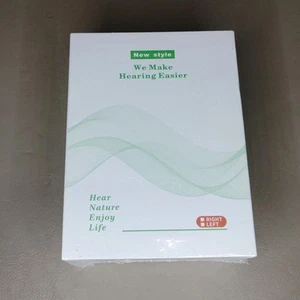 New style
We Make
Hearing Easier
Hear
Nature
Enjoy
Life
RIGHT
LEFT